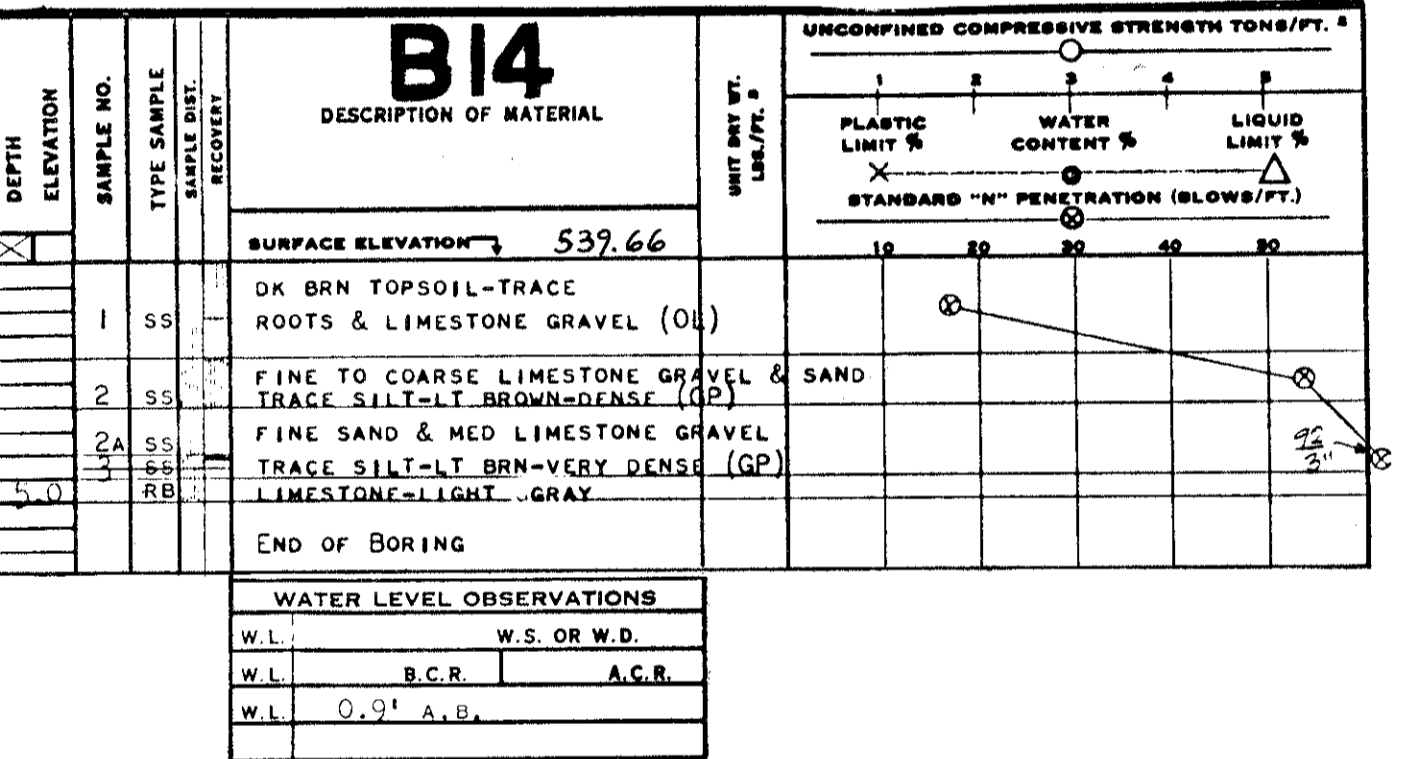 DEPTH
ELEVATION
SAMPLE NO.
TYPE SAMPLE
SAMPLE DIST.
RECOVERY
B14
DESCRIPTION OF MATERIAL
SURFACE ELEVATION 539.66
UNIT DRY WT.
LBS./FT. 3
UNCONFINED COMPRESSIVE STRENGTH TONS/FT. 2
1 2 3 4 5
PLASTIC WATER LIQUID
LIMIT % CONTENT % LIMIT %
STANDARD "N" PENETRATION (BLOWS/FT.)
10 20 30 40 50
DK BRN TOPSOIL-TRACE
1 SS ROOTS & LIMESTONE GRAVEL (OL)
FINE TO COARSE LIMESTONE GRAVEL & SAND
2 SS TRACE SILT-LT BROWN-DENSE (GP)
2A SS FINE SAND & MED LIMESTONE GRAVEL
92
3"
3 SS TRACE SILT-LT BRN-VERY DENSE (GP)
5.0 RB LIMESTONE-LIGHT GRAY
END OF BORING
WATER LEVEL OBSERVATIONS
W.L. W.S. OR W.D.
W.L. B.C.R. A.C.R.
W.L. 0.9' A.B.